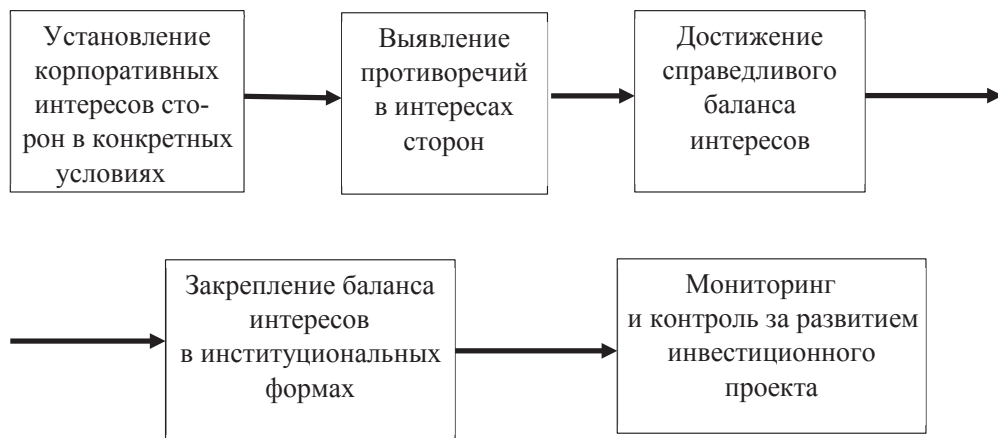 Установление
корпоративных
интересов сто-
рон в конкретных
условиях
Выявление
противоречий
в интересах
сторон
Достижение
справедливого
баланса
интересов
Закрепление баланса
интересов
в институциональных
формах
Мониторинг
и контроль за развитием
инвестиционного
проекта